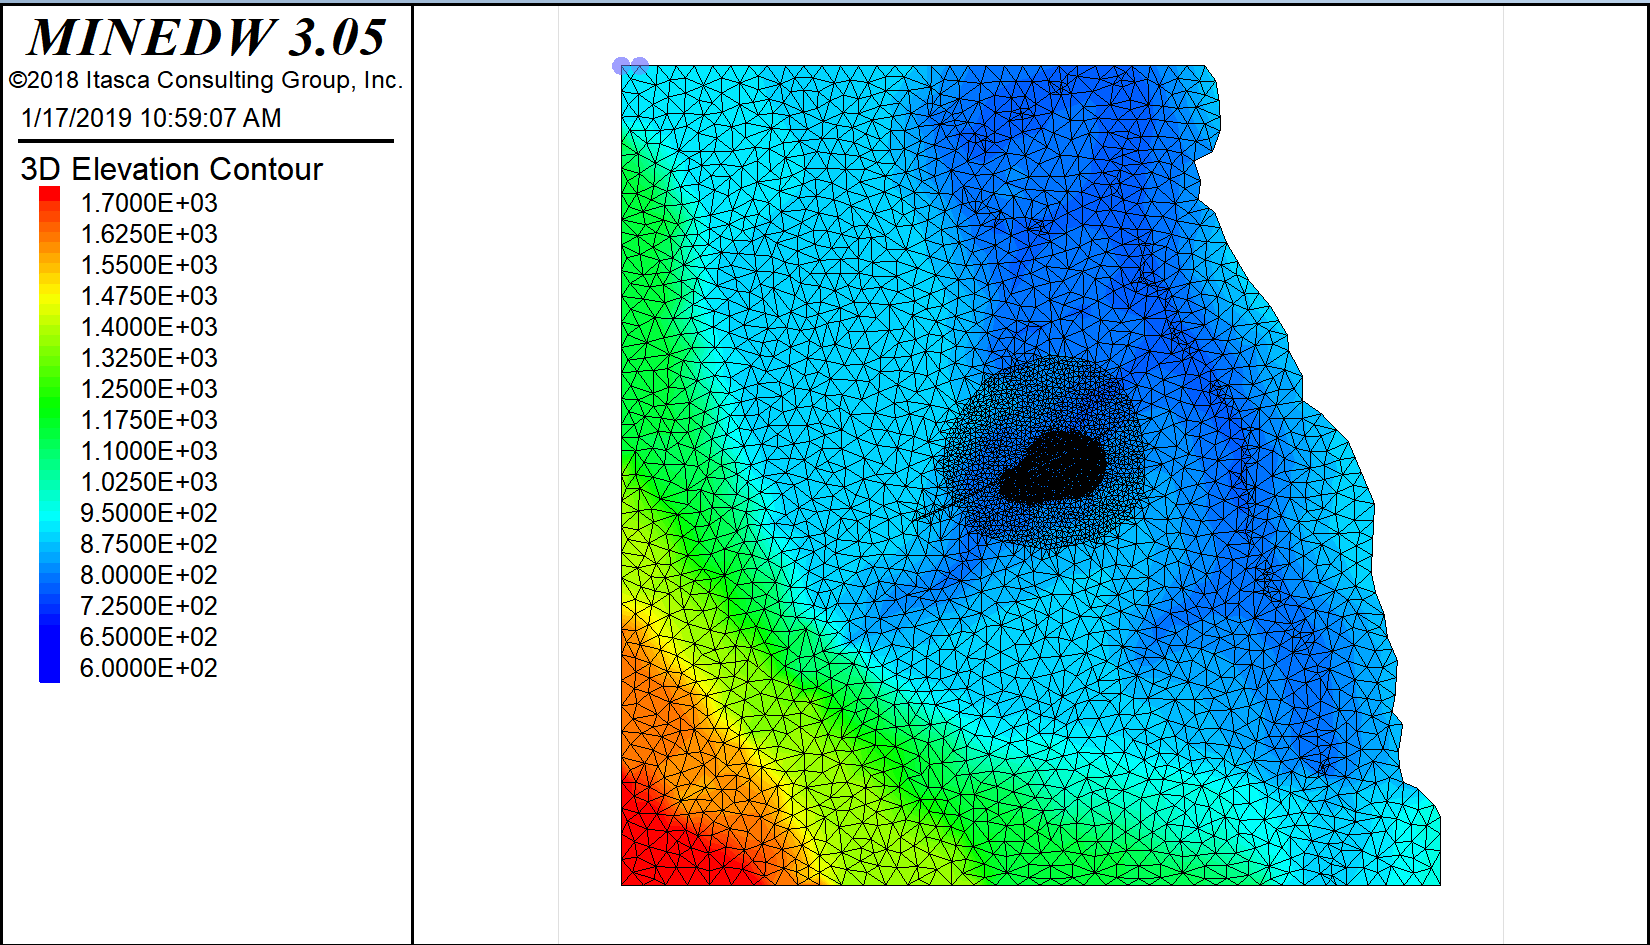 MINEDW 3.05
©2018 Itasca Consulting Group, Inc.
1/17/2019 10:59:07 AM
3D Elevation Contour
1.7000E+03
1.6250E+03
1.5500E+03
1.4750E+03
1.4000E+03
1.3250E+03
1.2500E+03
1.1750E+03
1.1000E+03
1.0250E+03
9.5000E+02
8.7500E+02
8.0000E+02
7.2500E+02
6.5000E+02
6.0000E+02